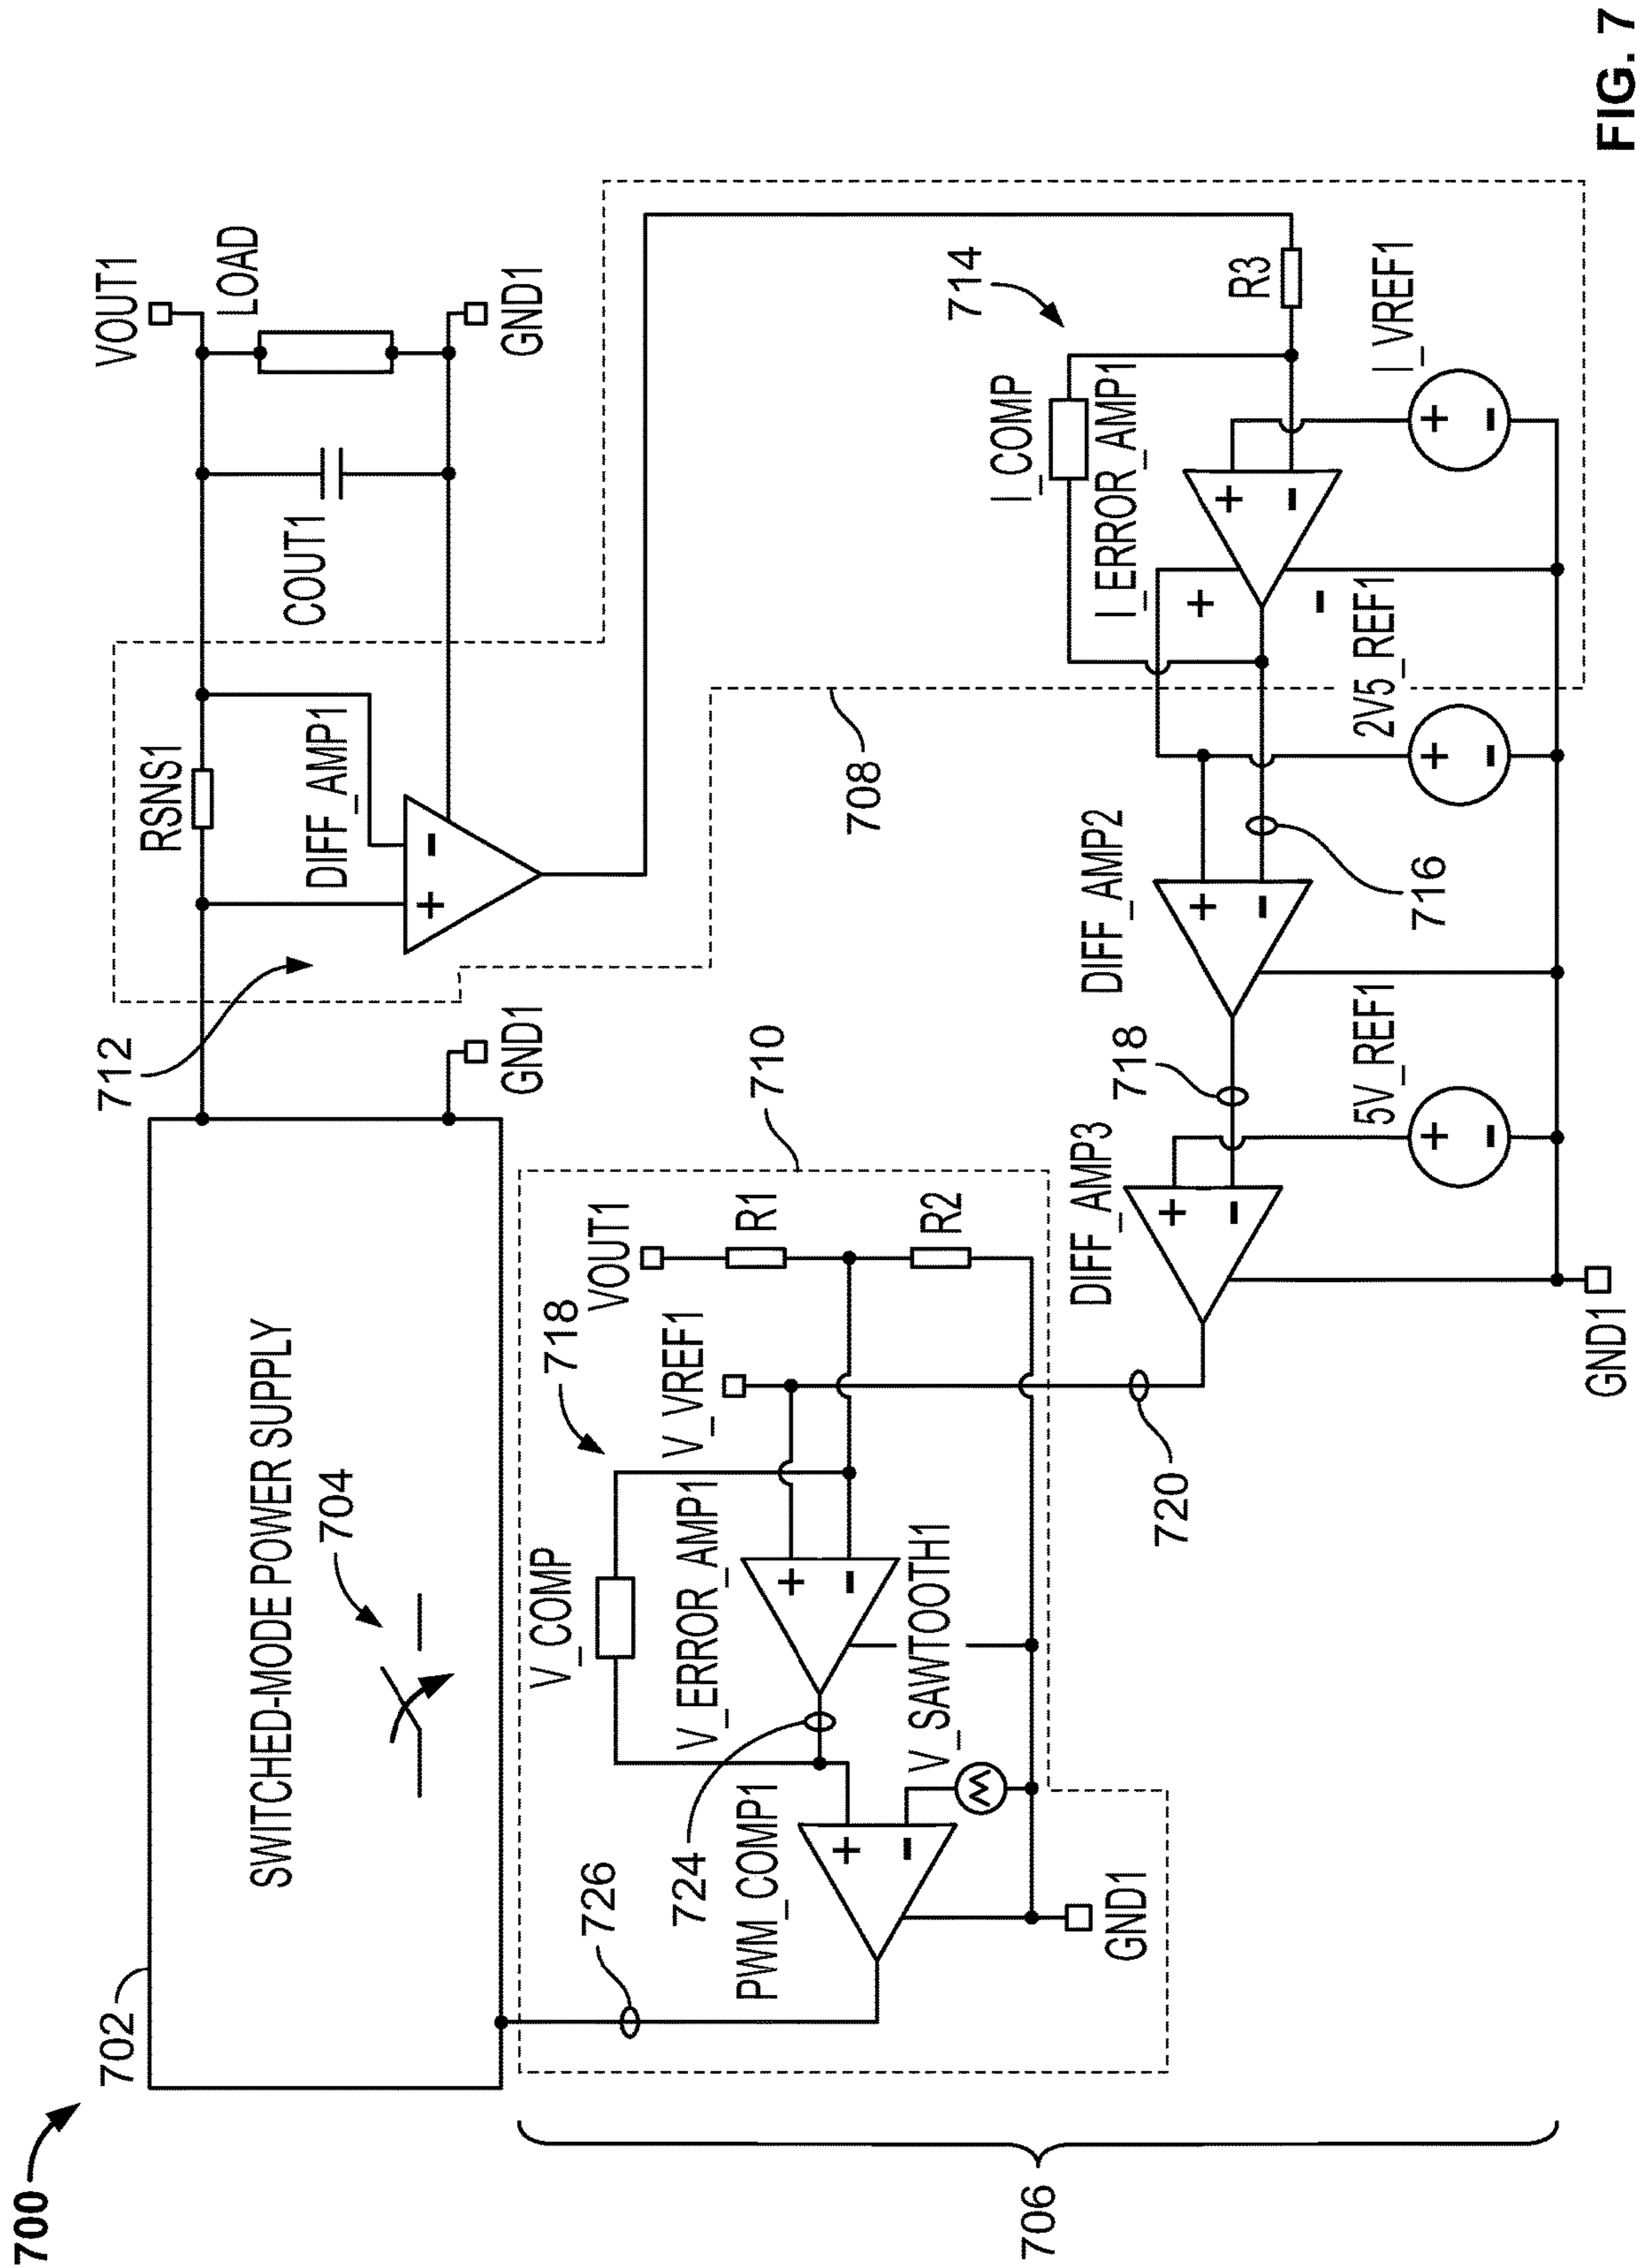 700
702
SWITCHED-MODE POWER SUPPLY
704
712
GND1
RSNS1
DIFF_AMP1
+
-
COUT1
VOUT1
LOAD
GND1
706
726
PWM_COMP1
+
-
724
V_COMP
V_ERROR_AMP1
+
-
V_SAWTOOTH1
718
V_VREF1
VOUT1
R1
R2
710
GND1
720
DIFF_AMP3
+
-
718
5V_REF1
+
-
GND1
DIFF_AMP2
+
-
716
708
2V5_REF1
+
-
I_COMP
I_ERROR_AMP1
+
-
+
-
714
R3
I_VREF1
+
-
FIG. 7